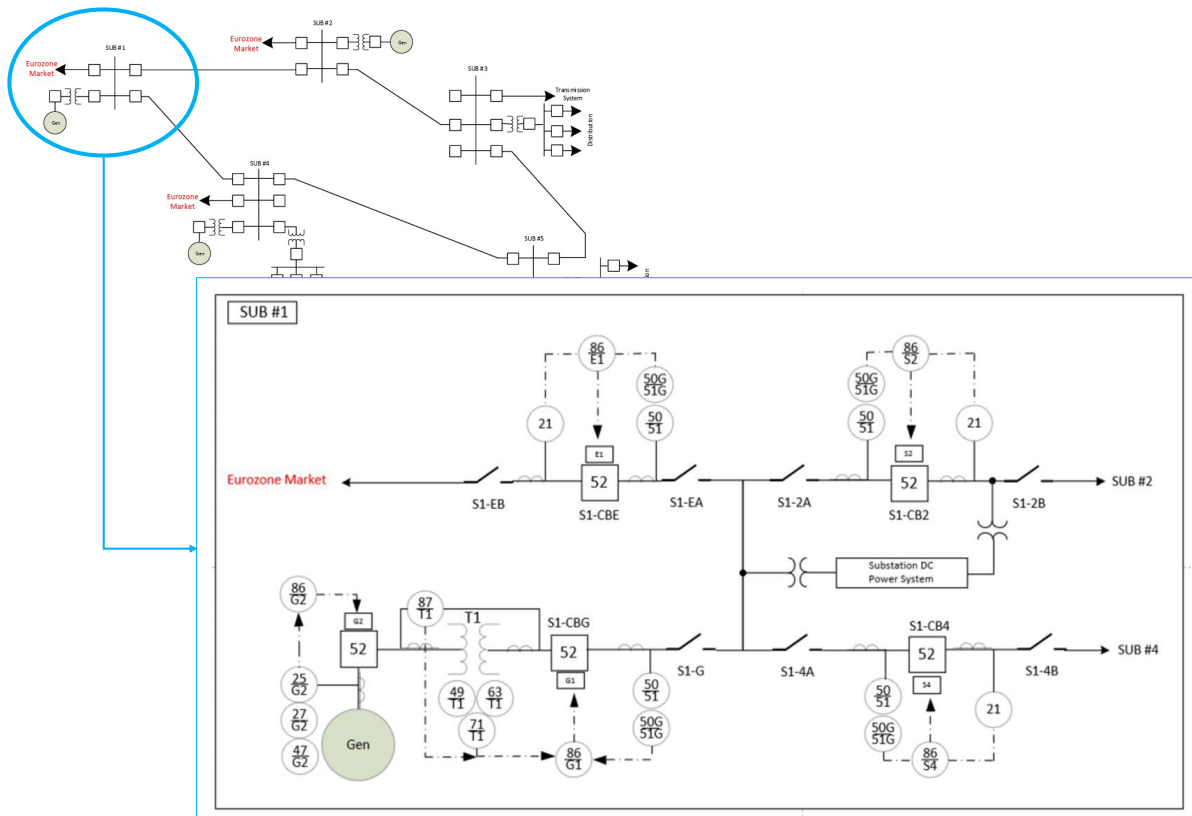 SUB #1
Eurozone
Market
Gen
SUB #2
Eurozone
Market
Gen
SUB #3
Transmission
System
Distribution
SUB #4
Eurozone
Market
Gen
SUB #5
SUB #1
86
E1
50G
51G
50
51
21
E1
52
S1-CBE
Eurozone Market
S1-EB
S1-EA
86
S2
50G
51G
50
51
21
S2
52
S1-CB2
S1-2A
S1-2B
SUB #2
Substation DC
Power System
86
G2
G2
52
25
G2
27
G2
47
G2
Gen
87
T1
T1
49
T1
63
T1
71
T1
S1-CBG
52
G1
86
G1
50
51
50G
51G
S1-G
S1-4A
S1-CB4
52
S4
50
51
50G
51G
86
S4
21
S1-4B
SUB #4